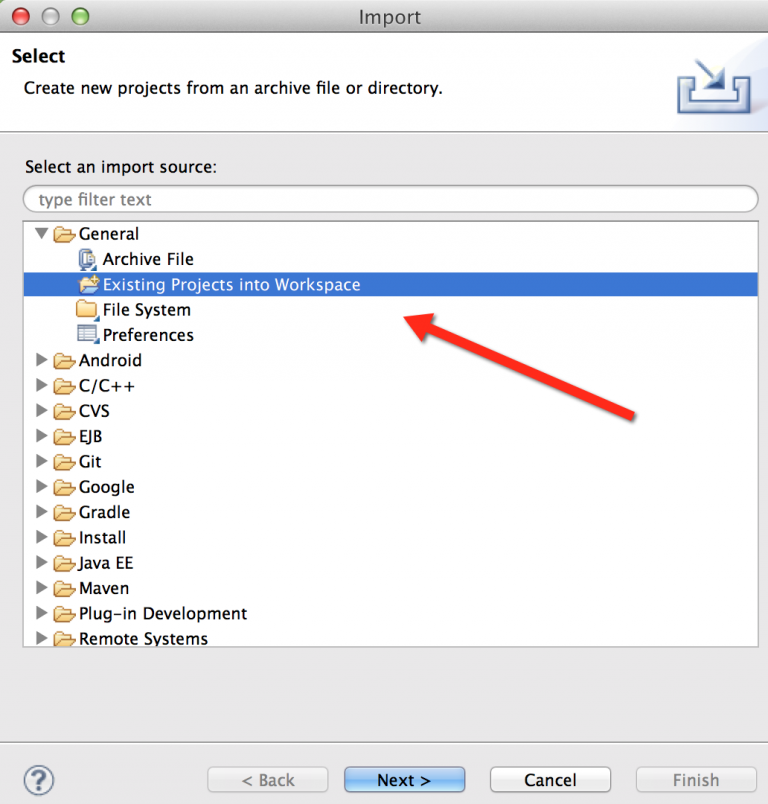 Import
Select
Create new projects from an archive file or directory.
Select an import source:
type filter text
General
Archive File
Existing Projects into Workspace
File System
Preferences
Android
C/C++
CVS
EJB
Git
Google
Gradle
Install
Java EE
Maven
Plug-in Development
Remote Systems
? < Back Next > Cancel Finish